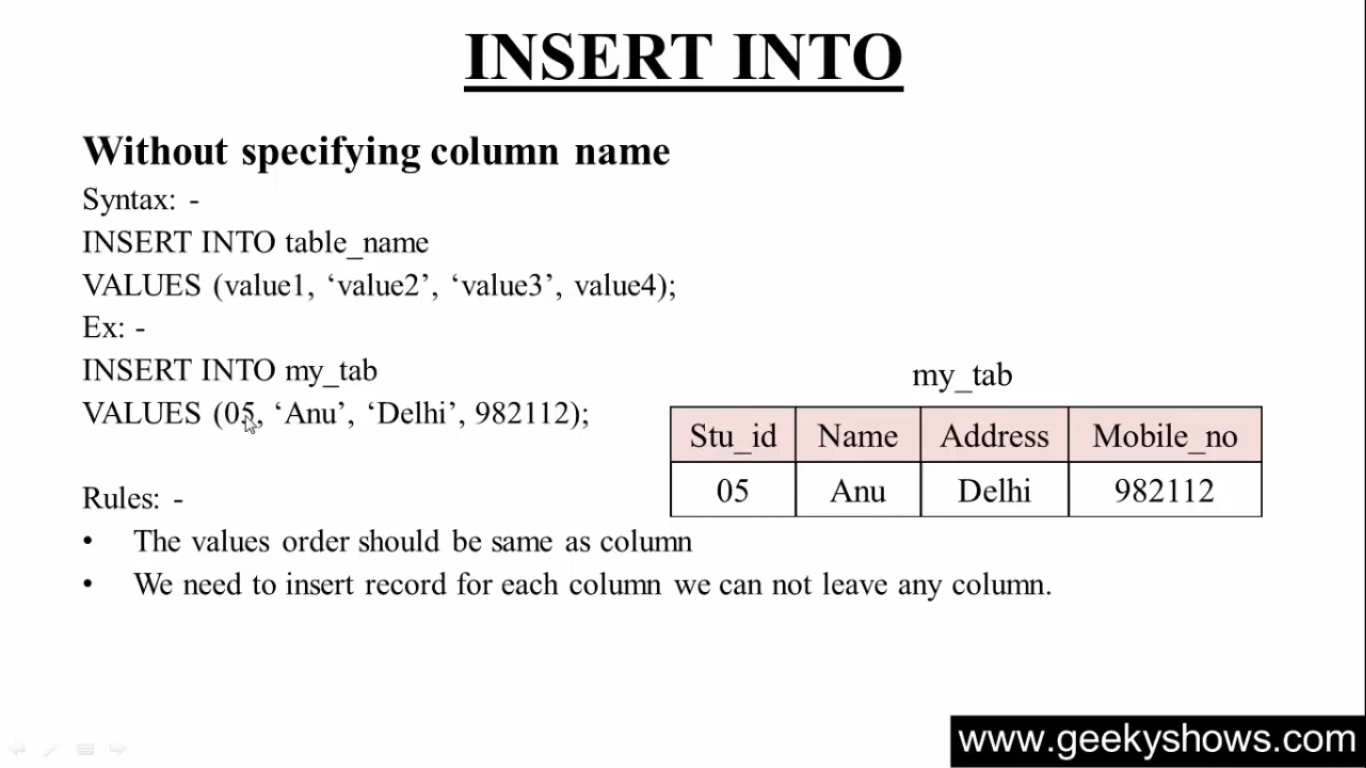 INSERT INTO
Without specifying column name
Syntax: -
INSERT INTO table_name
VALUES (value1, ‘value2’, ‘value3’, value4);
Ex: -
INSERT INTO my_tab
VALUES (05, ‘Anu’, ‘Delhi’, 982112);
my_tab
Stu_id Name Address Mobile_no
05 Anu Delhi 982112
Rules: -
• The values order should be same as column
• We need to insert record for each column we can not leave any column.
www.geekyshows.com